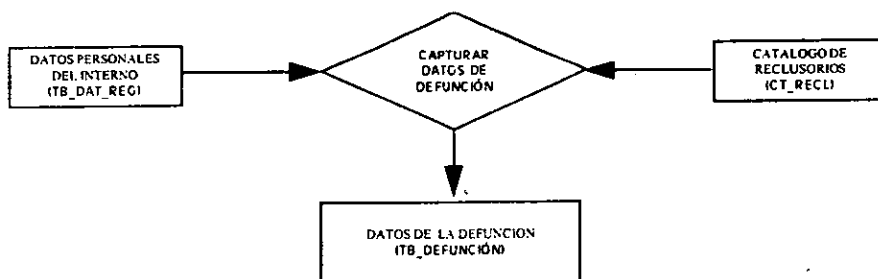 DATOS PERSONALES
DEL INTERNO
(TB_DAT_REG)
CAPTURAR
DATOS DE
DEFUNCIÓN
CATALOGO DE
RECLUSORIOS
(CT_RECL)
DATOS DE LA DEFUNCION
(TB_DEFUNCIÓN)